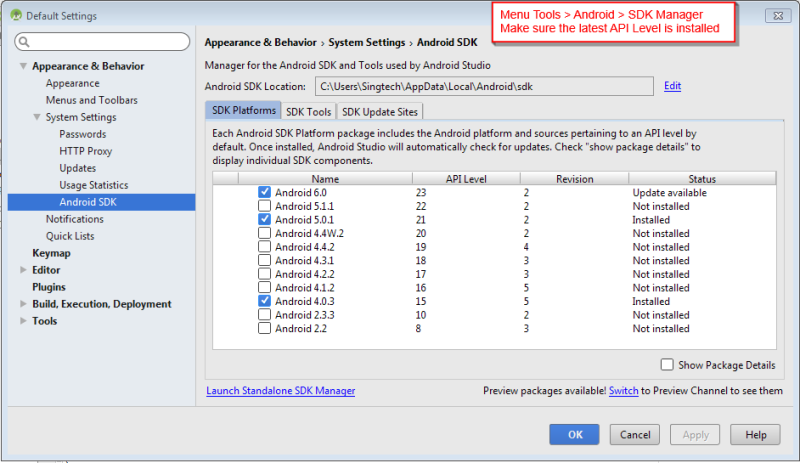 Default Settings
Menu Tools > Android > SDK Manager
Make sure the latest API Level is installed
Appearance & Behavior › System Settings › Android SDK
Appearance & Behavior
Appearance
Menus and Toolbars
System Settings
Passwords
HTTP Proxy
Updates
Usage Statistics
Android SDK
Notifications
Quick Lists
Keymap
Editor
Plugins
Build, Execution, Deployment
Tools
Manager for the Android SDK and Tools used by Android Studio
Android SDK Location: C:\Users\Singtech\AppData\Local\Android\sdk Edit
SDK Platforms SDK Tools SDK Update Sites
Each Android SDK Platform package includes the Android platform and sources pertaining to an API level by
default. Once installed, Android Studio will automatically check for updates. Check "show package details" to
display individual SDK components.
Name API Level Revision Status
Android 6.0 23 2 Update available
Android 5.1.1 22 2 Not installed
Android 5.0.1 21 2 Installed
Android 4.4W.2 20 2 Not installed
Android 4.4.2 19 4 Not installed
Android 4.3.1 18 3 Not installed
Android 4.2.2 17 3 Not installed
Android 4.1.2 16 5 Not installed
Android 4.0.3 15 5 Installed
Android 2.3.3 10 2 Not installed
Android 2.2 8 3 Not installed
Show Package Details
Launch Standalone SDK Manager Preview packages available! Switch to Preview Channel to see them
OK Cancel Apply Help